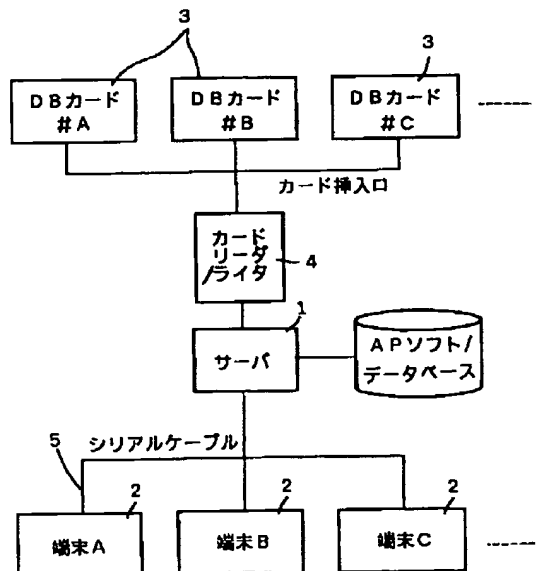 3
3
DBカード
#A
DBカード
#B
DBカード
#C
カード挿入口
カード
リーダ
/ライタ
4
1
サーバ
APソフト/
データベース
シリアルケーブル
5
2
2
2
端末A
端末B
端末C